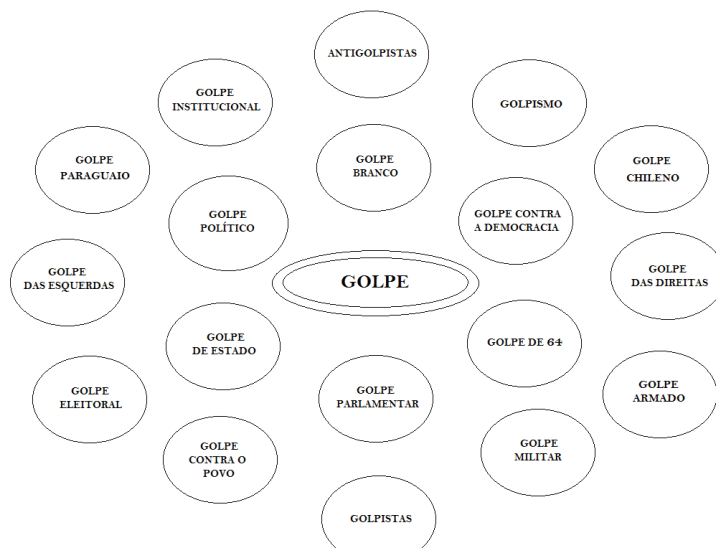 ANTIGOLPISTAS
GOLPE
INSTITUCIONAL
GOLPISMO
GOLPE
PARAGUAIO
GOLPE
BRANCO
GOLPE
CHILENO
GOLPE
POLÍTICO
GOLPE CONTRA
A DEMOCRACIA
GOLPE
DAS ESQUERDAS
GOLPE
GOLPE
DAS DIREITAS
GOLPE
DE ESTADO
GOLPE DE 64
GOLPE
ELEITORAL
GOLPE
PARLAMENTAR
GOLPE
ARMADO
GOLPE
CONTRA O
POVO
GOLPE
MILITAR
GOLPISTAS